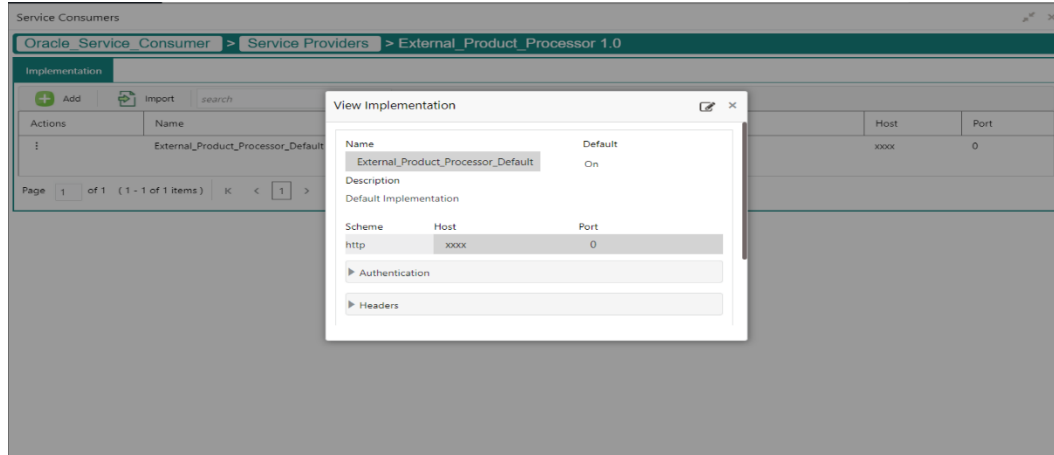 Service Consumers
Oracle_Service_Consumer > Service Providers > External_Product_Processor 1.0
Implementation
Add Import search
Actions Name Host Port
External_Product_Processor_Default xxxx 0
Page 1 of 1 (1 - 1 of 1 items) K < 1 >
View Implementation
Name Default
External_Product_Processor_Default On
Description
Default Implementation
Scheme Host Port
http xxxx 0
Authentication
Headers